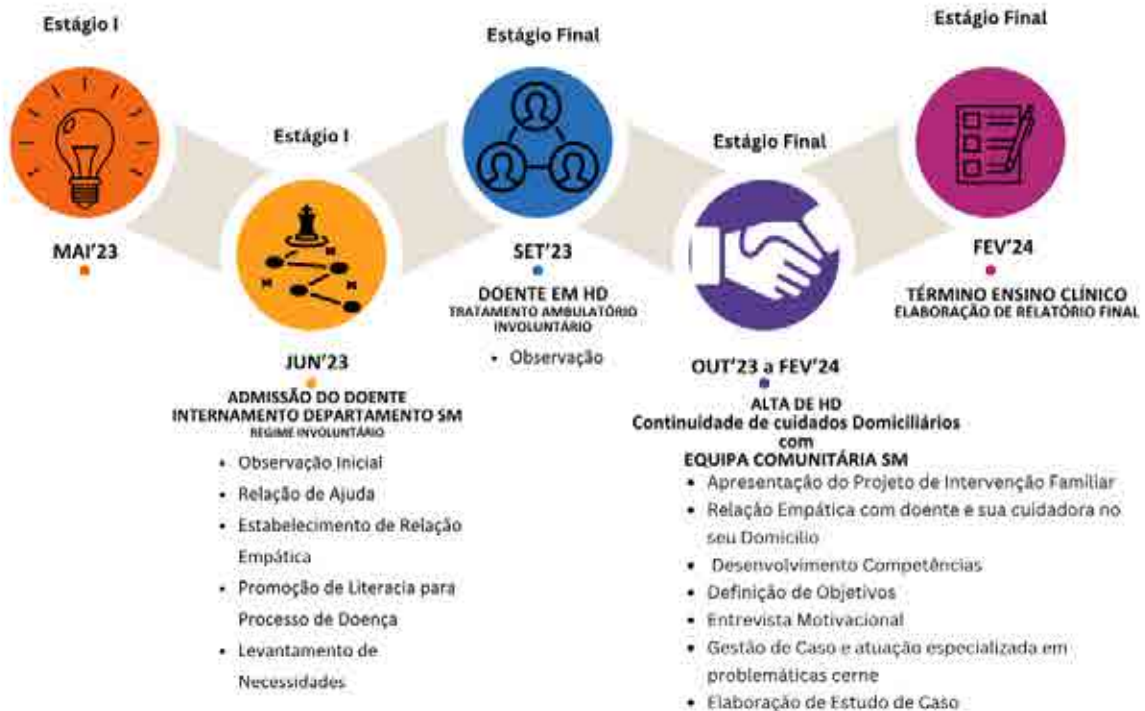 Estágio I
MAI'23
Estágio I
JUN'23
ADMISSÃO DO DOENTE
INTERNAMENTO DEPARTAMENTO SM
REGIME INVOLUNTÁRIO
• Observação Inicial
• Relação de Ajuda
• Estabelecimento de Relação
Empática
• Promoção de Literacia para
Processo de Doença
• Levantamento de
Necessidades
Estágio Final
SET'23
DOENTE EM HD
TRATAMENTO AMBULATÓRIO
INVOLUNTÁRIO
• Observação
Estágio Final
OUT'23 a FEV'24
ALTA DE HD
Continuidade de cuidados Domiciliários
com
EQUIPA COMUNITÁRIA SM
• Apresentação do Projeto de Intervenção Familiar
• Relação Empática com doente e sua cuidadora no
seu Domicilio
• Desenvolvimento Competências
• Definição de Objetivos
• Entrevista Motivacional
• Gestão de Caso e atuação especializada em
problemáticas cerne
• Elaboração de Estudo de Caso
Estágio Final
FEV'24
TÉRMINO ENSINO CLÍNICO
ELABORAÇÃO DE RELATÓRIO FINAL